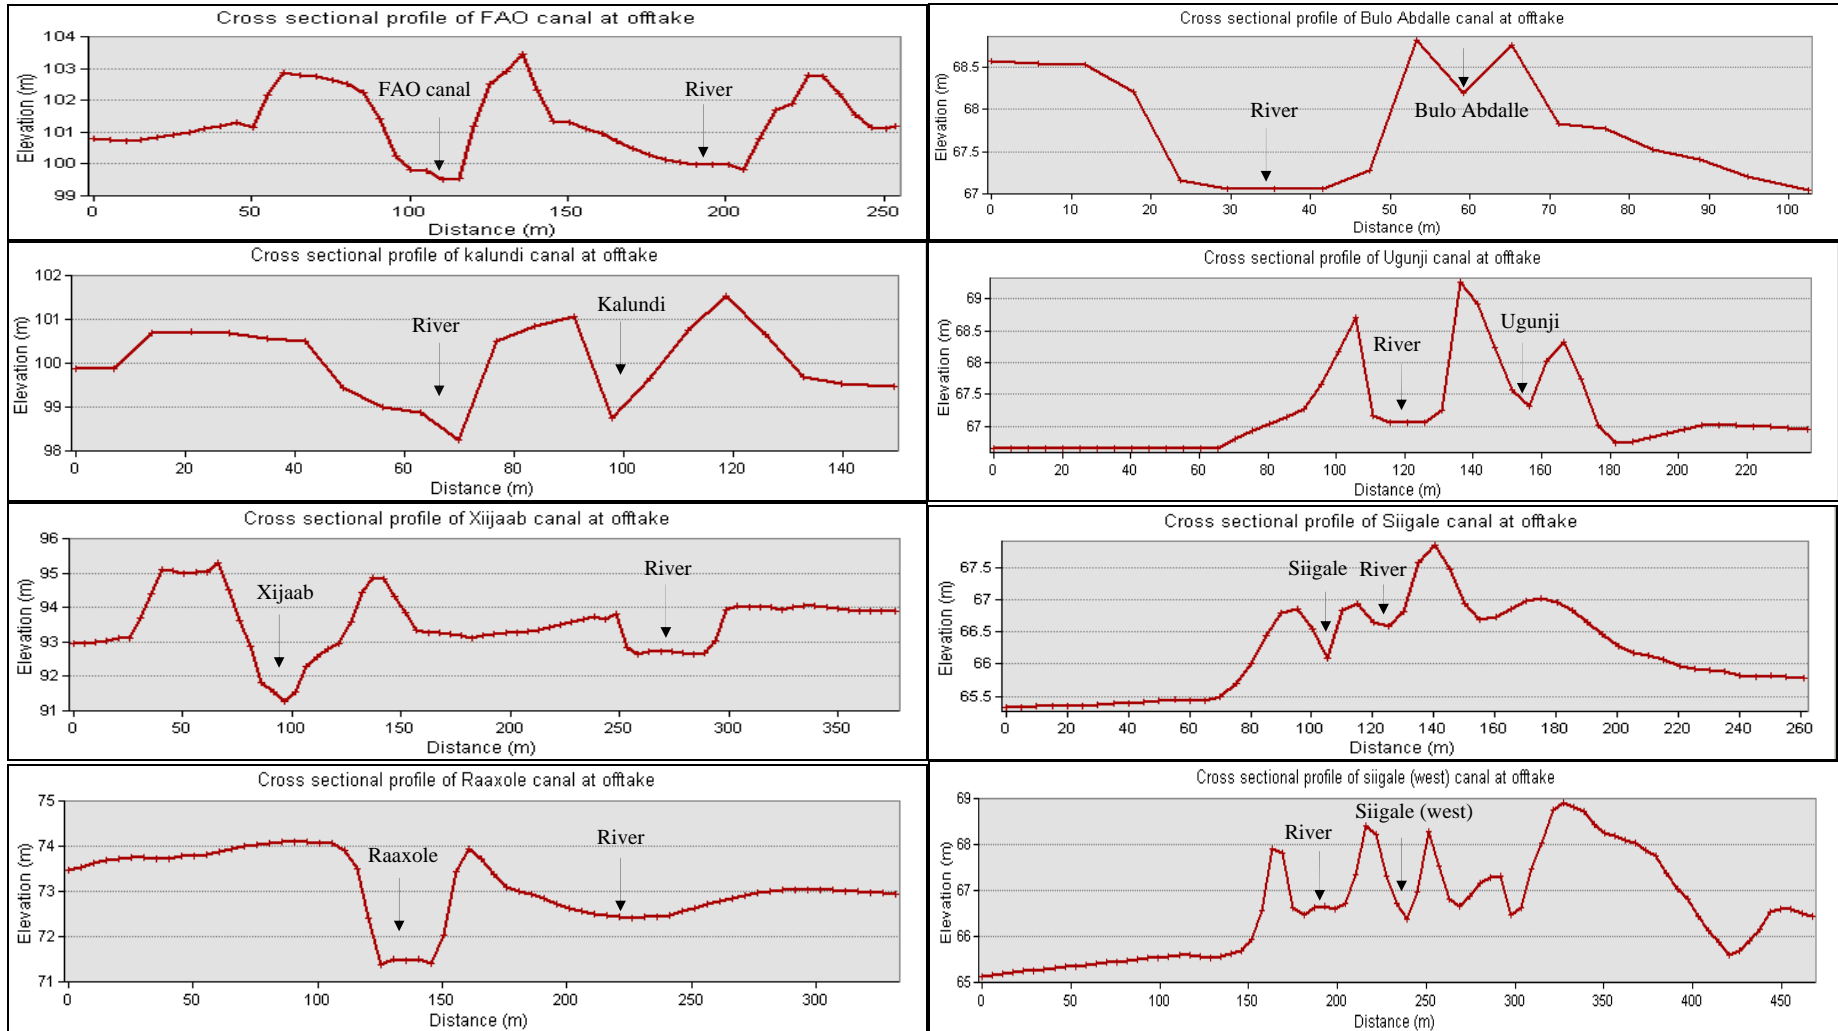 Cross sectional profile of FAO canal at offtake
Elevation (m)
104
103
102
101
100
99
FAO canal
River
0 50 100 150 200 250
Distance (m)
Cross sectional profile of Bulo Abdalle canal at offtake
Elevation (m)
68.5
68
67.5
67
River
Bulo Abdalle
0 10 20 30 40 50 60 70 80 90 100
Distance (m)
Cross sectional profile of kalundi canal at offtake
Elevation (m)
102
101
100
99
98
River
Kalundi
0 20 40 60 80 100 120 140
Distance (m)
Cross sectional profile of Ugunji canal at offtake
Elevation (m)
69
68.5
68
67.5
67
River
Ugunji
0 20 40 60 80 100 120 140 160 180 200 220
Distance (m)
Cross sectional profile of Xiijaab canal at offtake
Elevation (m)
96
95
94
93
92
91
Xijaab
River
0 50 100 150 200 250 300 350
Distance (m)
Cross sectional profile of Siigale canal at offtake
Elevation (m)
67.5
67
66.5
66
65.5
Siigale River
0 20 40 60 80 100 120 140 160 180 200 220 240 260
Distance (m)
Cross sectional profile of Raaxole canal at offtake
Elevation (m)
75
74
73
72
71
Raaxole
River
0 50 100 150 200 250 300
Distance (m)
Cross sectional profile of siigale (west) canal at offtake
Elevation (m)
69
68
67
66
65
River
Siigale (west)
0 50 100 150 200 250 300 350 400 450
Distance (m)